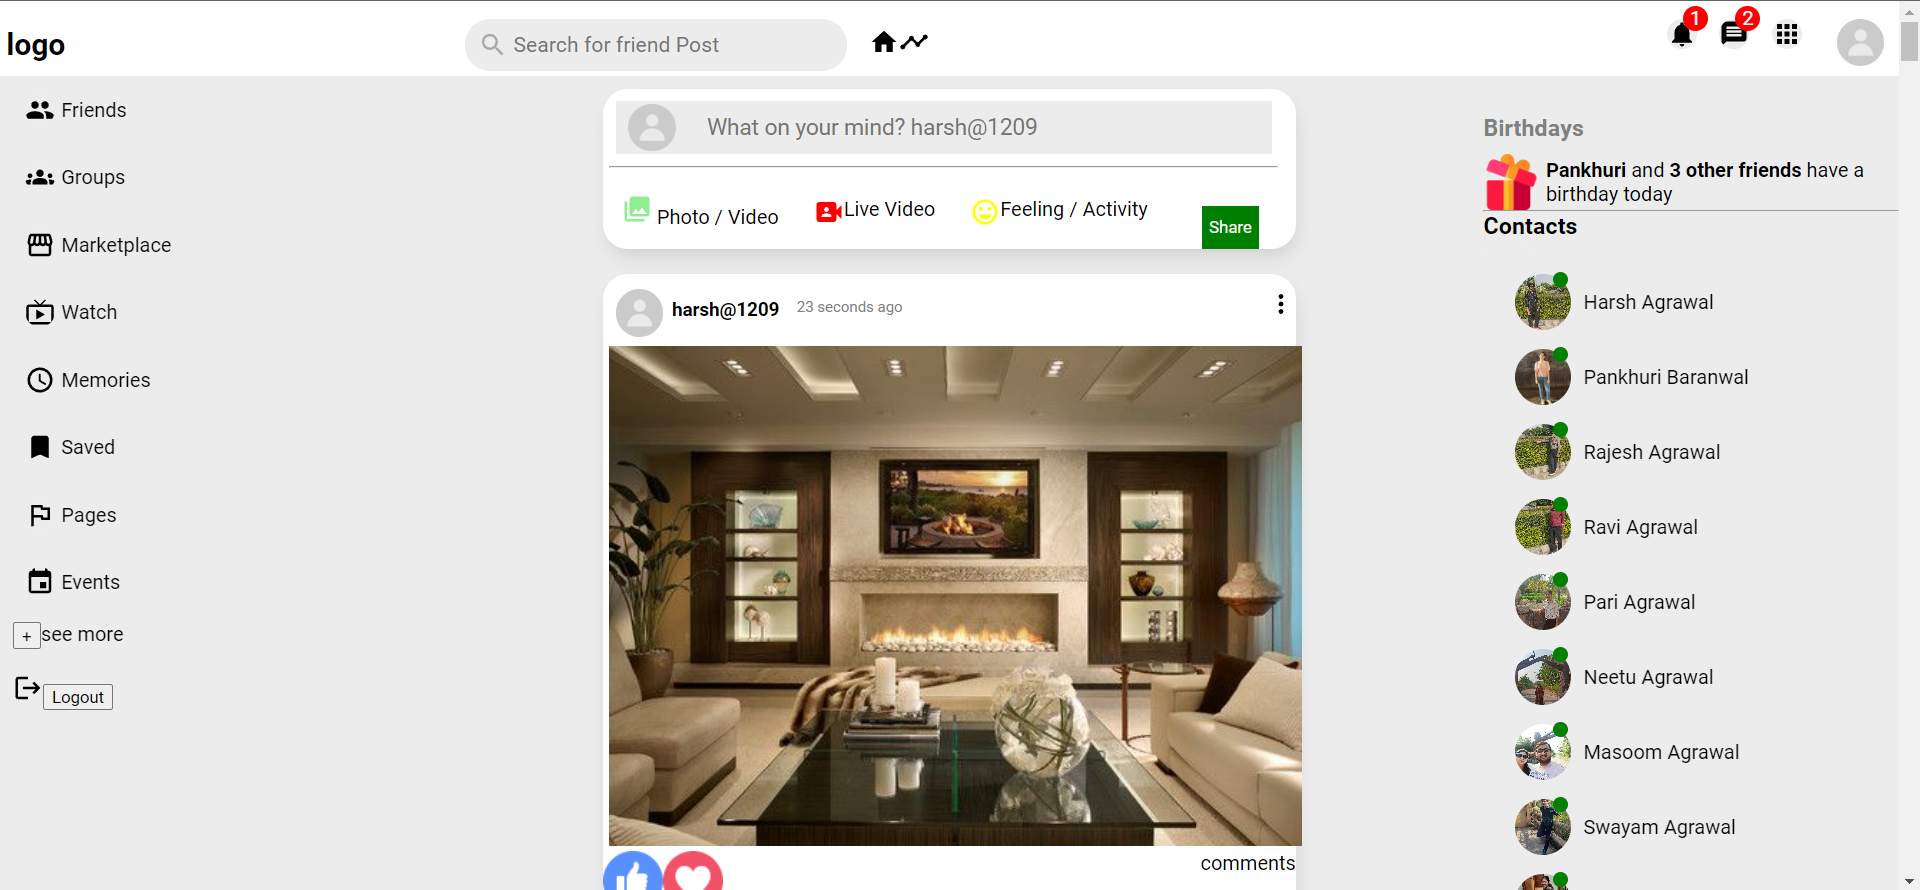 logo
Search for friend Post
1
2
Friends
Groups
Marketplace
Watch
Memories
Saved
Pages
Events
+ see more
Logout
What on your mind? harsh@1209
Photo / Video
Live Video
Feeling / Activity
Share
harsh@1209 23 seconds ago
comments
Birthdays
Pankhuri and 3 other friends have a
birthday today
Contacts
Harsh Agrawal
Pankhuri Baranwal
Rajesh Agrawal
Ravi Agrawal
Pari Agrawal
Neetu Agrawal
Masoom Agrawal
Swayam Agrawal